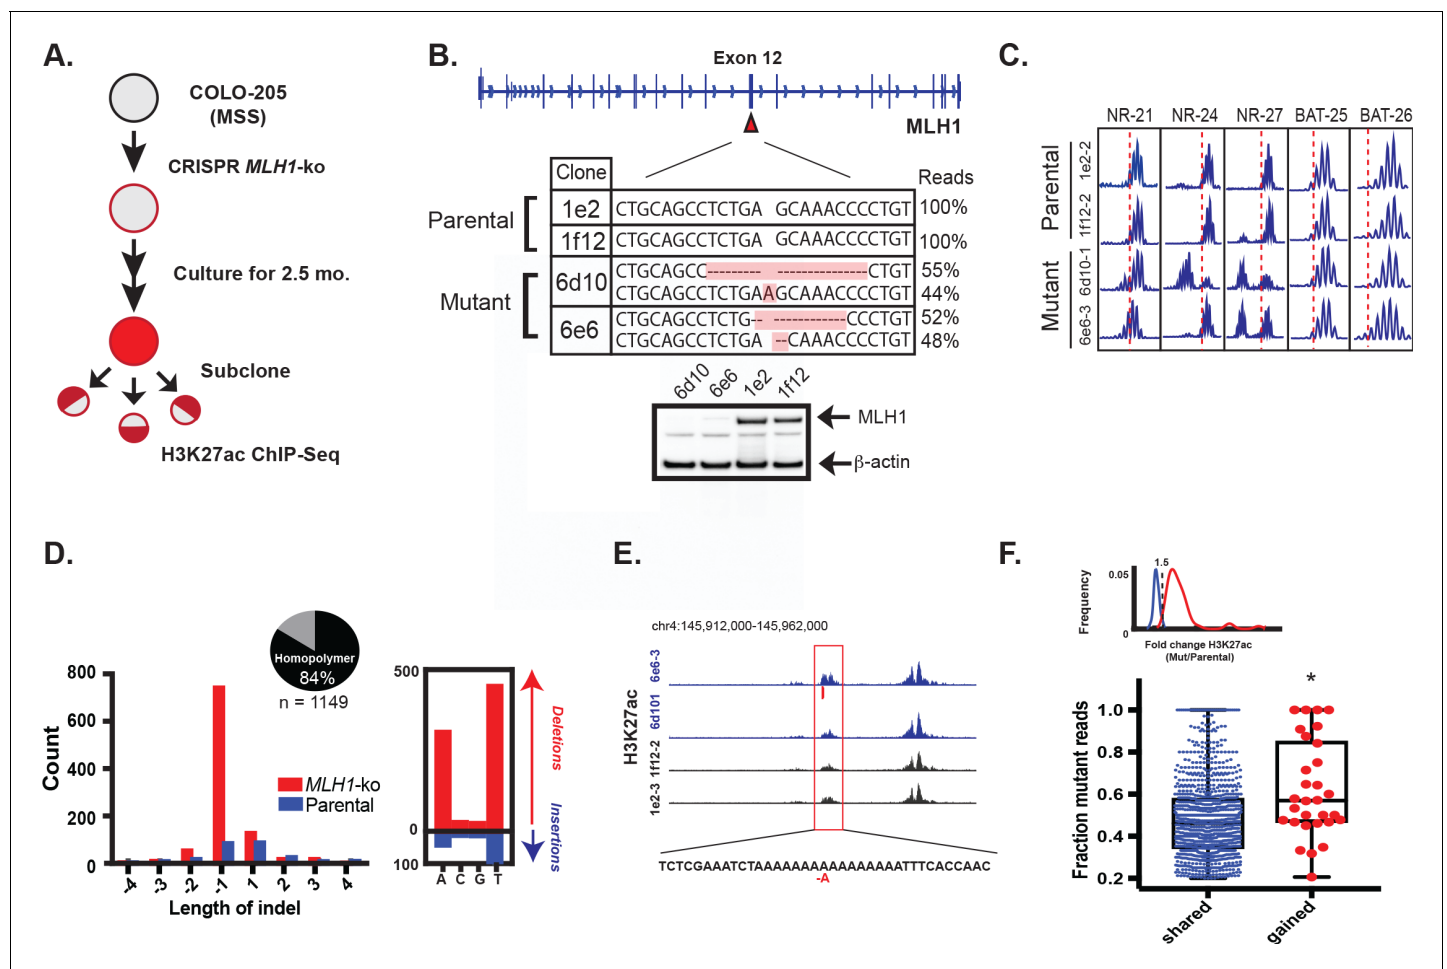 A.
COLO-205
(MSS)
CRISPR MLH1-ko
Culture for 2.5 mo.
Subclone
H3K27ac ChIP-Seq
B.
Exon 12
MLH1
Clone
Reads
Parental
1e2
CTGCAGCCTCTGA GCAAACCCCTGT
100%
1f12
CTGCAGCCTCTGA GCAAACCCCTGT
100%
Mutant
6d10
CTGCAGCC--------- --------------CTGT
55%
CTGCAGCCTCTGAAGCAAACCCCTGT
44%
6e6
CTGCAGCCTCTG-- ------------CCCTGT
52%
CTGCAGCCTCTGA --CAAACCCCTGT
48%
6d10 6e6 1e2 1f12
MLH1
β-actin
C.
NR-21 NR-24 NR-27 BAT-25 BAT-26
Parental
1e2-2
1f12-2
Mutant
6d10-1
6e6-3
D.
Homopolymer
84%
n = 1149
Count
800
600
400
200
0
MLH1-ko
Parental
-4 -3 -2 -1 1 2 3 4
Length of indel
500
0
100
A C G T
Deletions
Insertions
E.
chr4:145,912,000-145,962,000
H3K27ac
6e6-3
6d101
1f12-2
1e2-3
TCTCGAAATCTAAAAAAAAAAAAAAAAAATTTCACCAAC
-A
F.
Frequency
0.05
0
1.5
Fold change H3K27ac
(Mut/Parental)
*
Fraction mutant reads
1.0
0.8
0.6
0.4
0.2
shared
gained